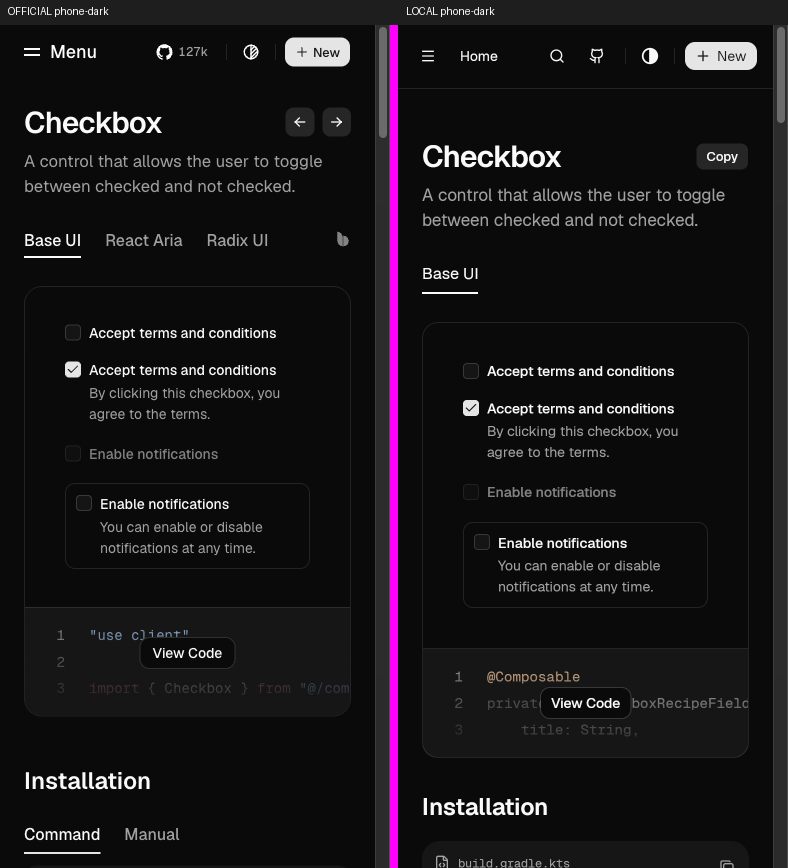 OFFICIAL phone-dark
Menu
127k
New
Checkbox
A control that allows the user to toggle
between checked and not checked.
Base UI
React Aria
Radix UI
Accept terms and conditions
Accept terms and conditions
By clicking this checkbox, you
agree to the terms.
Enable notifications
Enable notifications
You can enable or disable
notifications at any time.
1 "use client"
2
View Code
3 import { Checkbox } from "@/com
Installation
Command
Manual
LOCAL phone-dark
Home
New
Checkbox
Copy
A control that allows the user to toggle
between checked and not checked.
Base UI
Accept terms and conditions
Accept terms and conditions
By clicking this checkbox, you
agree to the terms.
Enable notifications
Enable notifications
You can enable or disable
notifications at any time.
1 @Composable
2 privat boxRecipeField
View Code
3 title: String,
Installation
build.gradle.kts